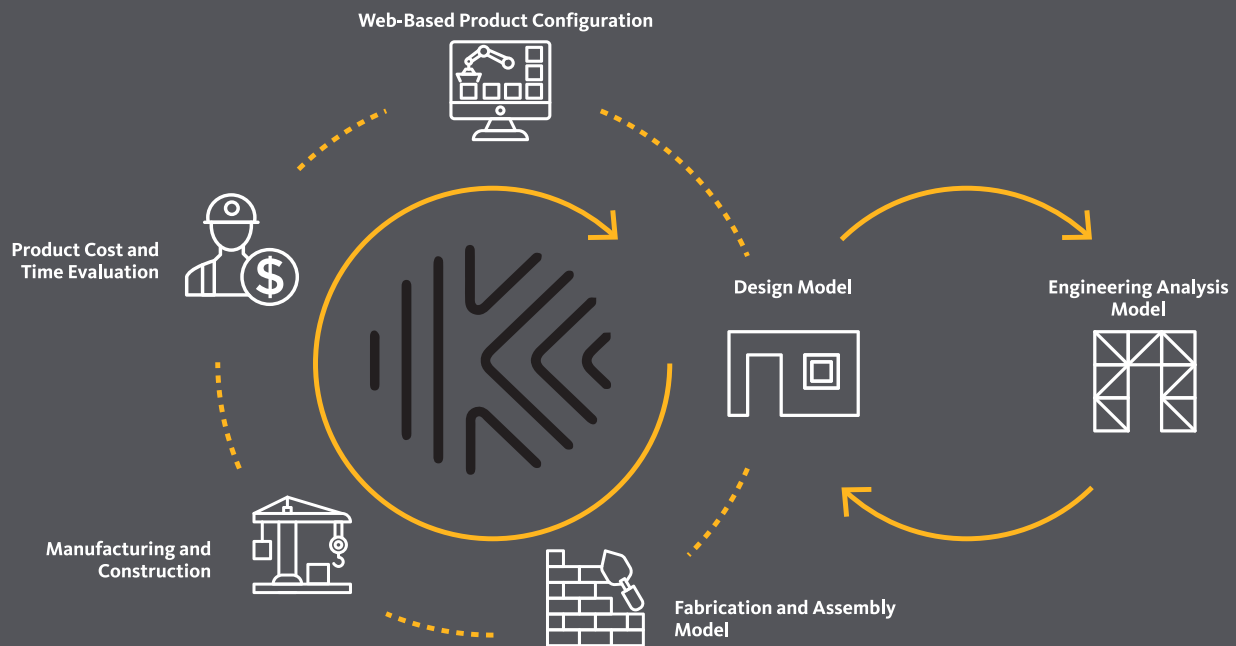 Web-Based Product Configuration
Product Cost and
Time Evaluation
$
Design Model
Engineering Analysis
Model
Manufacturing and
Construction
Fabrication and Assembly
Model